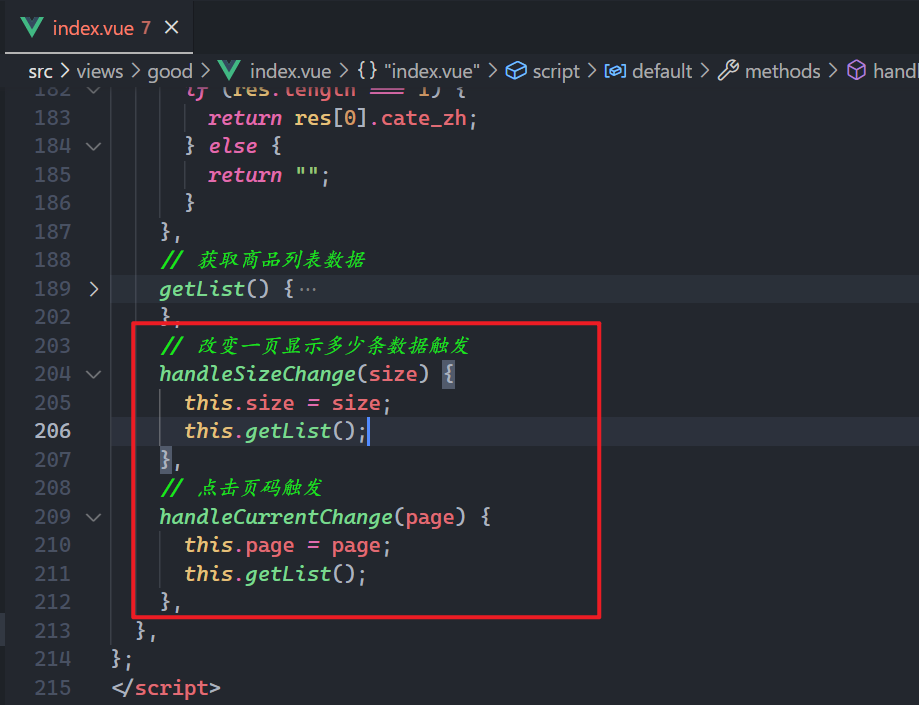 index.vue 7 ×
src > views > good > index.vue > {} "index.vue" > script > default > methods > handl
182 if (res.length === 1) {
183 return res[0].cate_zh;
184 } else {
185 return "";
186 }
187 },
188 // 获取商品列表数据
189 getList() {···
202 },
203 // 改变一页显示多少条数据触发
204 handleSizeChange(size) {
205 this.size = size;
206 this.getList();
207 },
208 // 点击页码触发
209 handleCurrentChange(page) {
210 this.page = page;
211 this.getList();
212 },
213 },
214 };
215 </script>